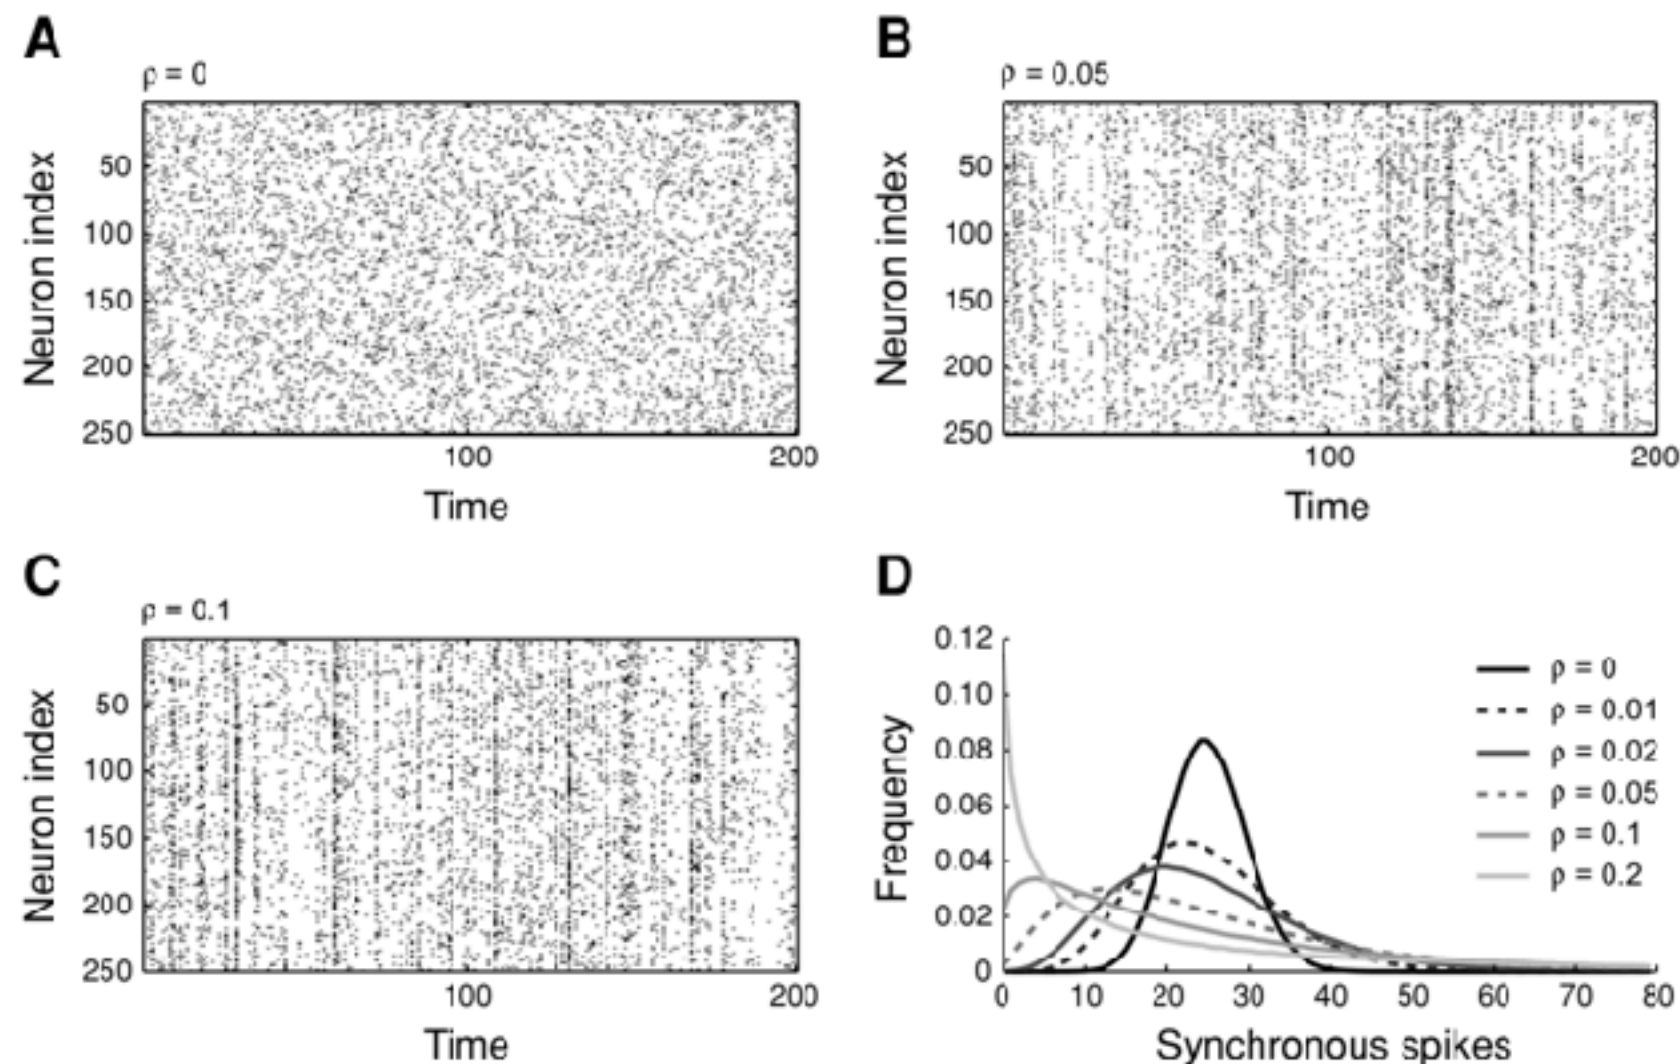 A
ρ = 0
Neuron index
50
100
150
200
250
100
200
Time
B
ρ = 0.05
Neuron index
50
100
150
200
250
100
200
Time
C
ρ = 0.1
Neuron index
50
100
150
200
250
100
200
Time
D
Frequency
0.12
0.10
0.08
0.06
0.04
0.02
0
0 10 20 30 40 50 60 70 80
Synchronous spikes
ρ = 0
ρ = 0.01
ρ = 0.02
ρ = 0.05
ρ = 0.1
ρ = 0.2